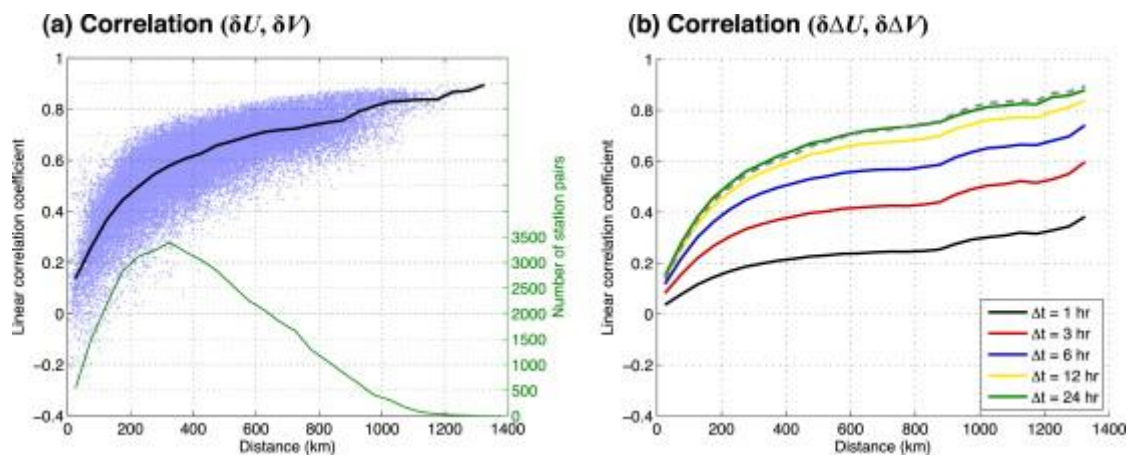 (a) Correlation (δU, δV)
1
0.8
0.6
0.4
0.2
0
−0.2
−0.4
Linear correlation coefficient
3500
3000
2500
2000
1500
1000
500
0
Number of station pairs
0 200 400 600 800 1000 1200 1400
Distance (km)
(b) Correlation (δΔU, δΔV)
1
0.8
0.6
0.4
0.2
0
−0.2
−0.4
Linear correlation coefficient
Δt = 1 hr
Δt = 3 hr
Δt = 6 hr
Δt = 12 hr
Δt = 24 hr
0 200 400 600 800 1000 1200 1400
Distance (km)